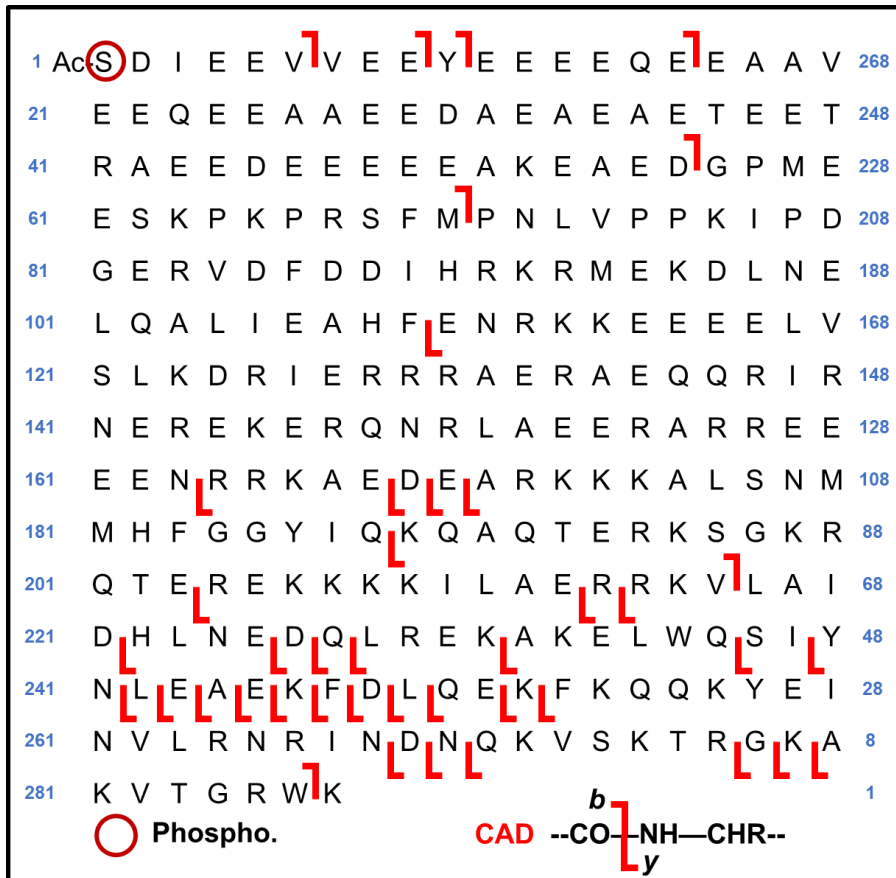 1 Ac-S D I E E V V E E Y E E E E Q E E A A V 268
21 E E Q E E A A E E D A E A E A E T E E T 248
41 R A E E D E E E E E A K E A E D G P M E 228
61 E S K P K P R S F M P N L V P P K I P D 208
81 G E R V D F D D I H R K R M E K D L N E 188
101 L Q A L I E A H F E N R K K E E E E L V 168
121 S L K D R I E R R R A E R A E Q Q R I R 148
141 N E R E K E R Q N R L A E E R A R R E E 128
161 E E N R R K A E D E A R K K K A L S N M 108
181 M H F G G Y I Q K Q A Q T E R K S G K R 88
201 Q T E R E K K K K I L A E R R K V L A I 68
221 D H L N E D Q L R E K A K E L W Q S I Y 48
241 N L E A E K F D L Q E K F K Q Q K Y E I 28
261 N V L R N R I N D N Q K V S K T R G K A 8
281 K V T G R W K 1
Phospho.
b
CAD --CO—NH—CHR--
y